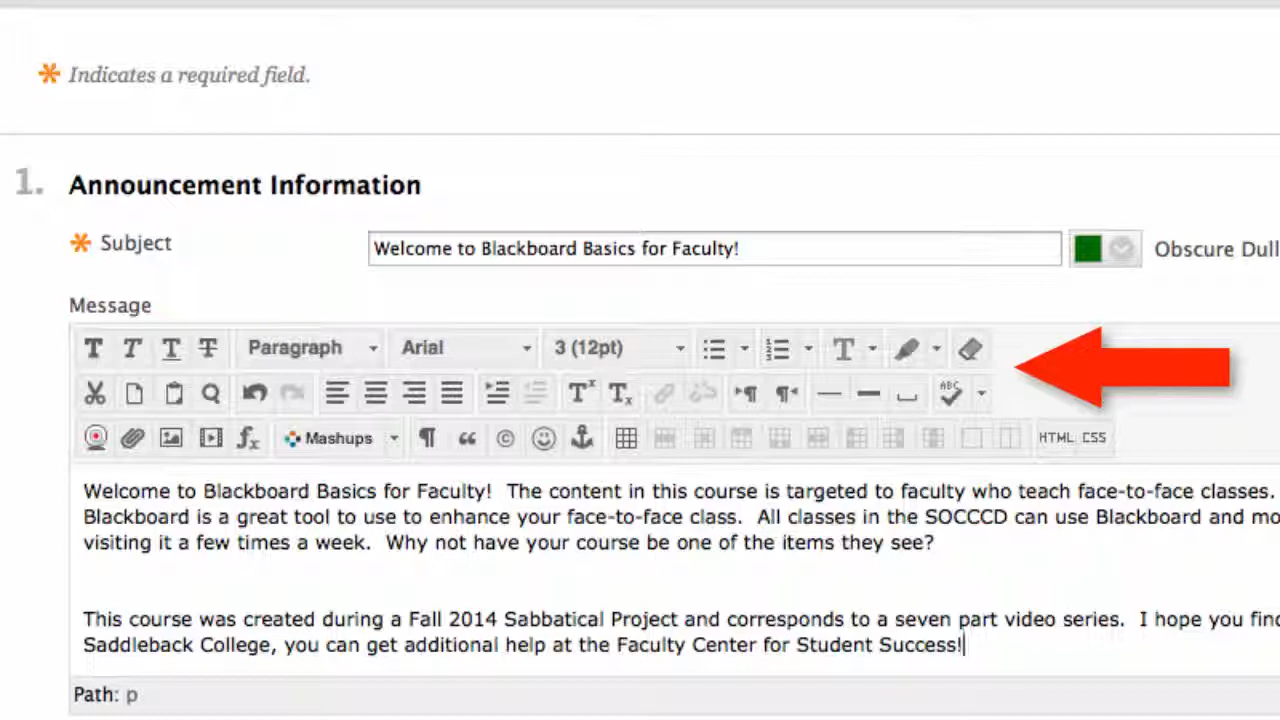 Indicates a required field.
1. Announcement Information
Subject
Welcome to Blackboard Basics for Faculty!
Obscure Dull
Message
T T T T Paragraph Arial 3 (12pt) T
Tx Tx ABC
fx Mashups ¶ “ © HTML CSS
Welcome to Blackboard Basics for Faculty! The content in this course is targeted to faculty who teach face-to-face classes.
Blackboard is a great tool to use to enhance your face-to-face class. All classes in the SOCCCD can use Blackboard and mo
visiting it a few times a week. Why not have your course be one of the items they see?
This course was created during a Fall 2014 Sabbatical Project and corresponds to a seven part video series. I hope you find
Saddleback College, you can get additional help at the Faculty Center for Student Success!
Path: p